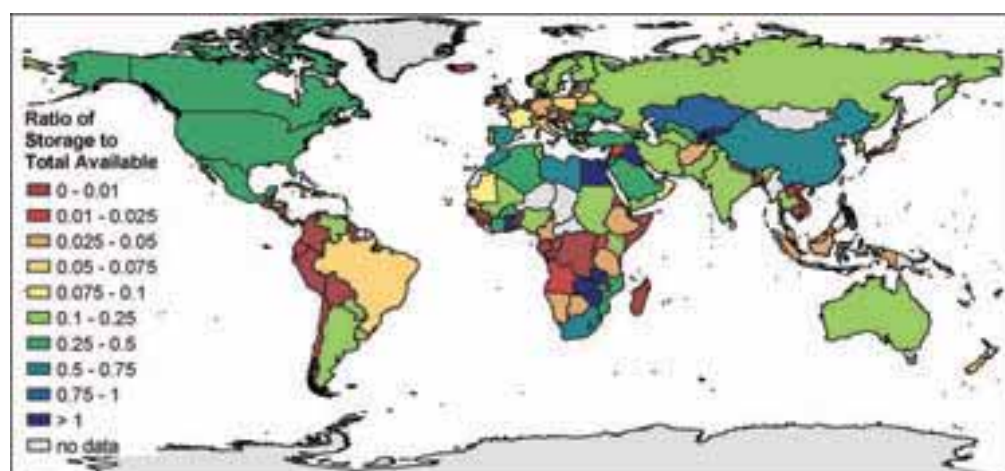 Ratio of
Storage to
Total Available
0 - 0.01
0.01 - 0.025
0.025 - 0.05
0.05 - 0.075
0.075 - 0.1
0.1 - 0.25
0.25 - 0.5
0.5 - 0.75
0.75 - 1
> 1
no data